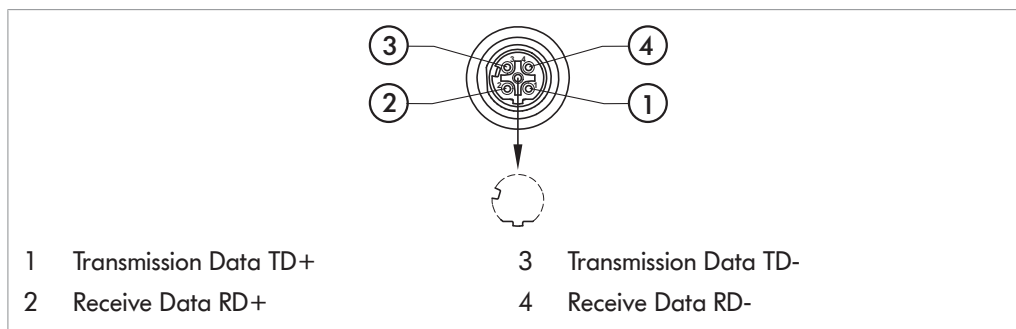 3 4
2 1
1 Transmission Data TD+ 3 Transmission Data TD-
2 Receive Data RD+ 4 Receive Data RD-